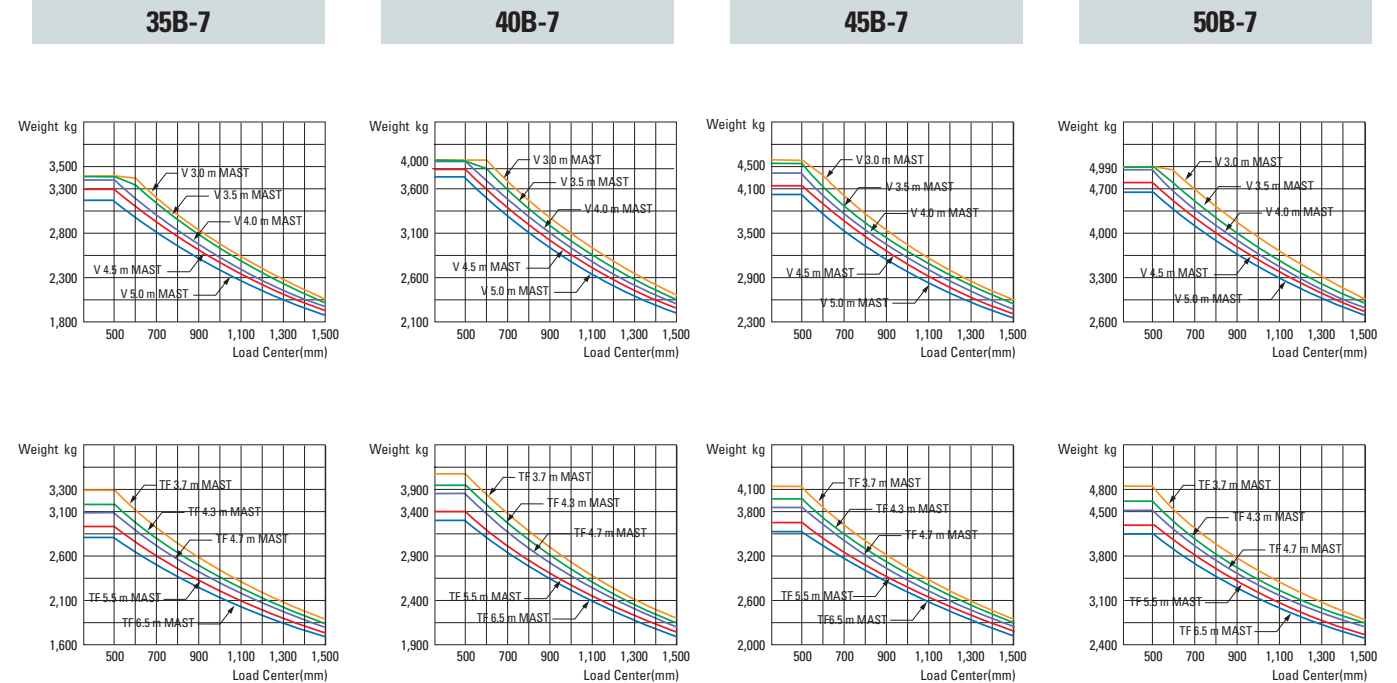 35B-7
40B-7
45B-7
50B-7
Weight kg
3,500
3,300
2,800
2,300
1,800
V 3.0 m MAST
V 3.5 m MAST
V 4.0 m MAST
V 4.5 m MAST
V 5.0 m MAST
500 700 900 1,100 1,300 1,500
Load Center(mm)
Weight kg
4,000
3,600
3,100
2,600
2,100
V 3.0 m MAST
V 3.5 m MAST
V 4.0 m MAST
V 4.5 m MAST
V 5.0 m MAST
500 700 900 1,100 1,300 1,500
Load Center(mm)
Weight kg
4,500
4,100
3,500
2,900
2,300
V 3.0 m MAST
V 3.5 m MAST
V 4.0 m MAST
V 4.5 m MAST
V 5.0 m MAST
500 700 900 1,100 1,300 1,500
Load Center(mm)
Weight kg
4,990
4,700
4,000
3,300
2,600
V 3.0 m MAST
V 3.5 m MAST
V 4.0 m MAST
V 4.5 m MAST
V 5.0 m MAST
500 700 900 1,100 1,300 1,500
Load Center(mm)
Weight kg
3,300
3,100
2,600
2,100
1,600
TF 3.7 m MAST
TF 4.3 m MAST
TF 4.7 m MAST
TF 5.5 m MAST
TF 6.5 m MAST
500 700 900 1,100 1,300 1,500
Load Center(mm)
Weight kg
3,900
3,400
2,900
2,400
1,900
TF 3.7 m MAST
TF 4.3 m MAST
TF 4.7 m MAST
TF 5.5 m MAST
TF 6.5 m MAST
500 700 900 1,100 1,300 1,500
Load Center(mm)
Weight kg
4,100
3,800
3,200
2,600
2,000
TF 3.7 m MAST
TF 4.3 m MAST
TF 4.7 m MAST
TF 5.5 m MAST
TF6.5 m MAST
500 700 900 1,100 1,300 1,500
Load Center(mm)
Weight kg
4,800
4,500
3,800
3,100
2,400
TF 3.7 m MAST
TF 4.3 m MAST
TF 4.7 m MAST
TF 5.5 m MAST
TF 6.5 m MAST
500 700 900 1,100 1,300 1,500
Load Center(mm)